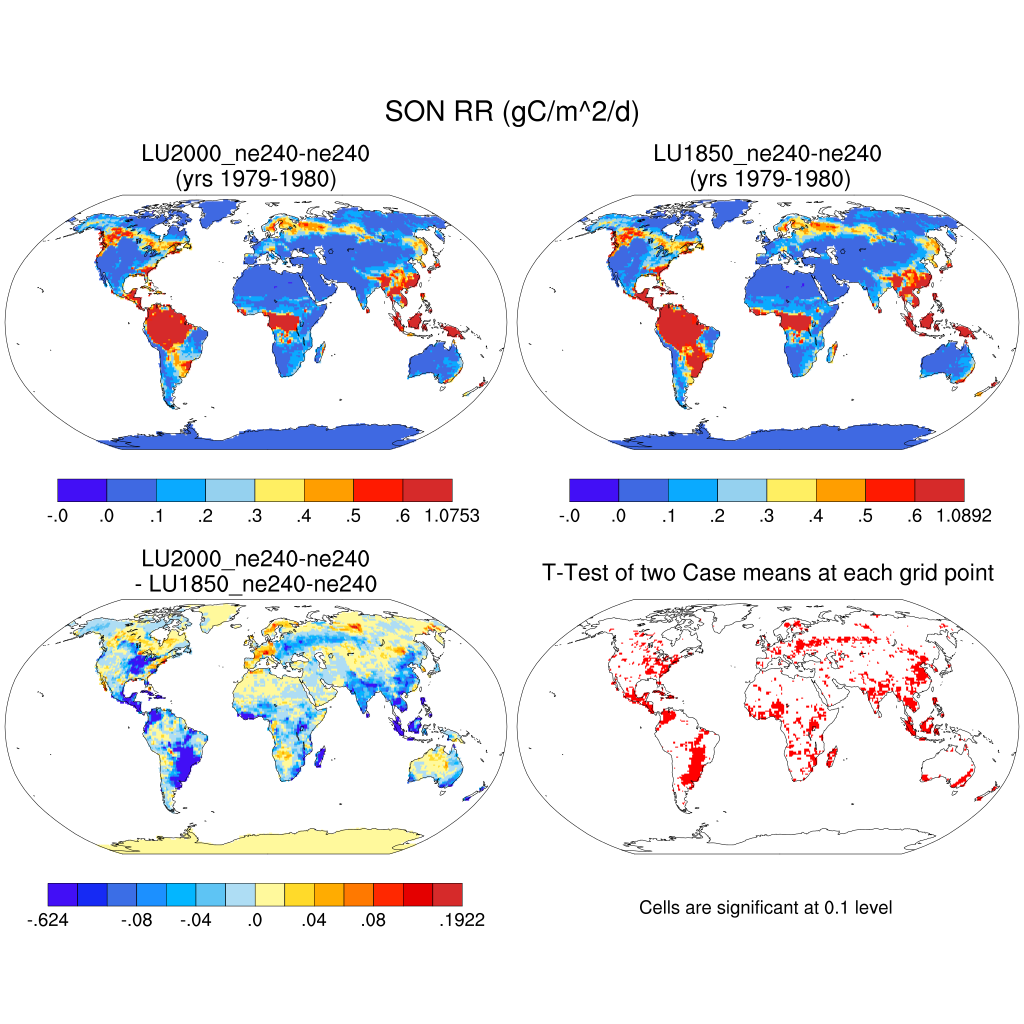 SON RR (gC/m^2/d)
LU2000_ne240-ne240
(yrs 1979-1980)
LU1850_ne240-ne240
(yrs 1979-1980)
-.0 .0 .1 .2 .3 .4 .5 .6 1.0753
-.0 .0 .1 .2 .3 .4 .5 .6 1.0892
LU2000_ne240-ne240
- LU1850_ne240-ne240
T-Test of two Case means at each grid point
-.624 -.08 -.04 .0 .04 .08 .1922
Cells are significant at 0.1 level